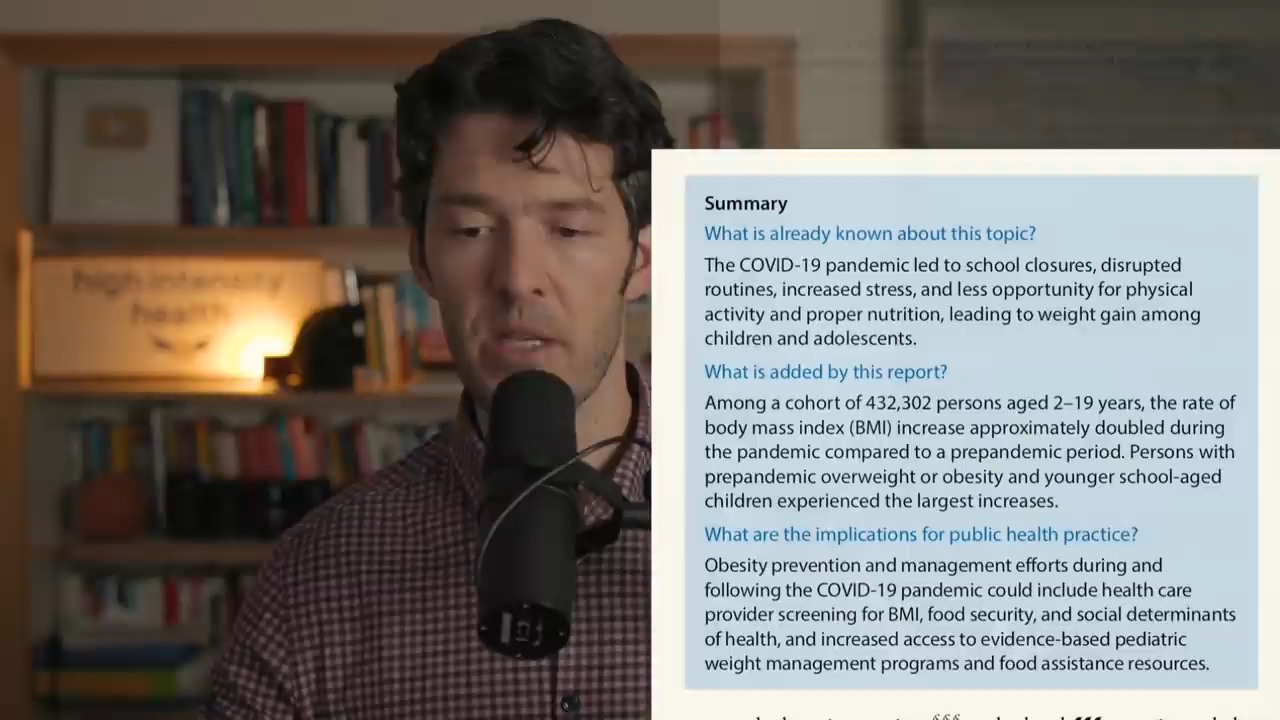 high intensity
health
Summary
What is already known about this topic?
The COVID-19 pandemic led to school closures, disrupted
routines, increased stress, and less opportunity for physical
activity and proper nutrition, leading to weight gain among
children and adolescents.
What is added by this report?
Among a cohort of 432,302 persons aged 2–19 years, the rate of
body mass index (BMI) increase approximately doubled during
the pandemic compared to a prepandemic period. Persons with
prepandemic overweight or obesity and younger school-aged
children experienced the largest increases.
What are the implications for public health practice?
Obesity prevention and management efforts during and
following the COVID-19 pandemic could include health care
provider screening for BMI, food security, and social determinants
of health, and increased access to evidence-based pediatric
weight management programs and food assistance resources.